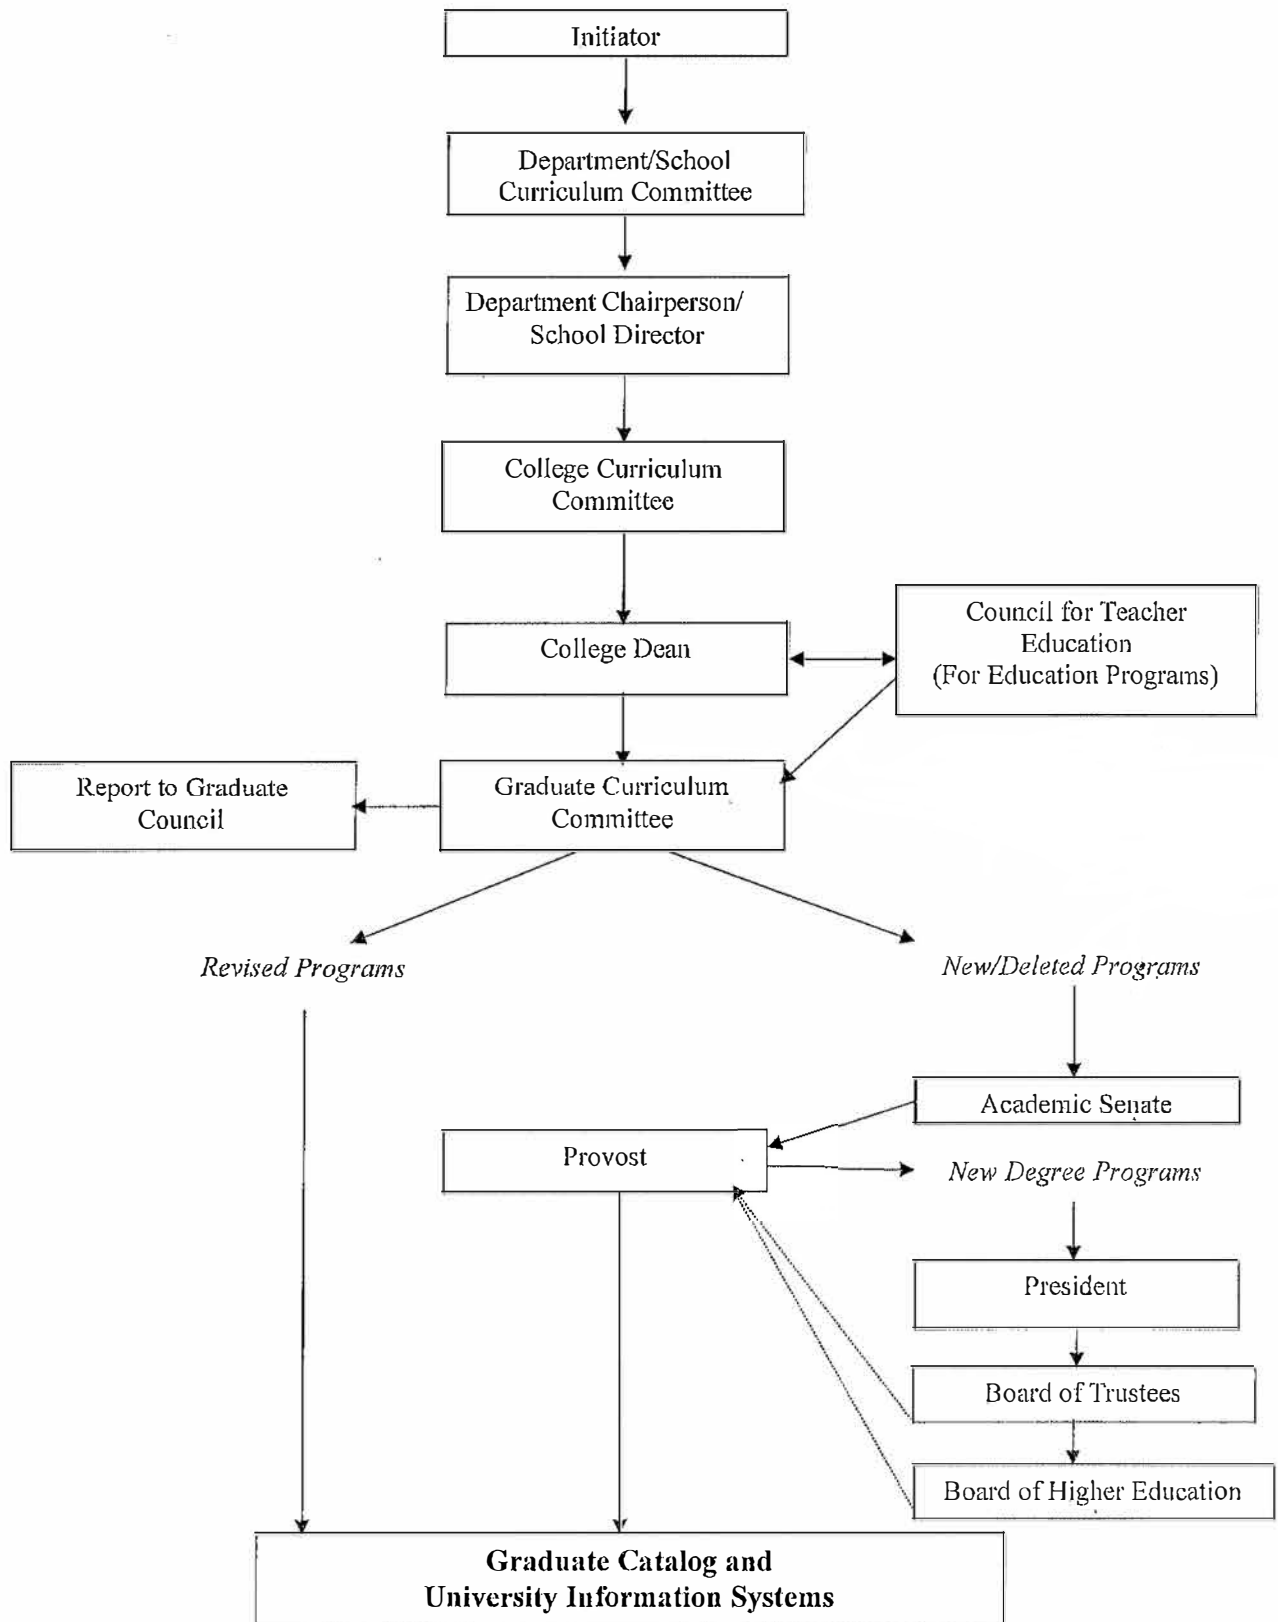 Initiator
Department/School
Curriculum Committee
Department Chairperson/
School Director
College Curriculum
Committee
College Dean
Council for Teacher
Education
(For Education Programs)
Report to Graduate
Council
Graduate Curriculum
Committee
Revised Programs
New/Deleted Programs
Academic Senate
Provost
New Degree Programs
President
Board of Trustees
Board of Higher Education
Graduate Catalog and
University Information Systems